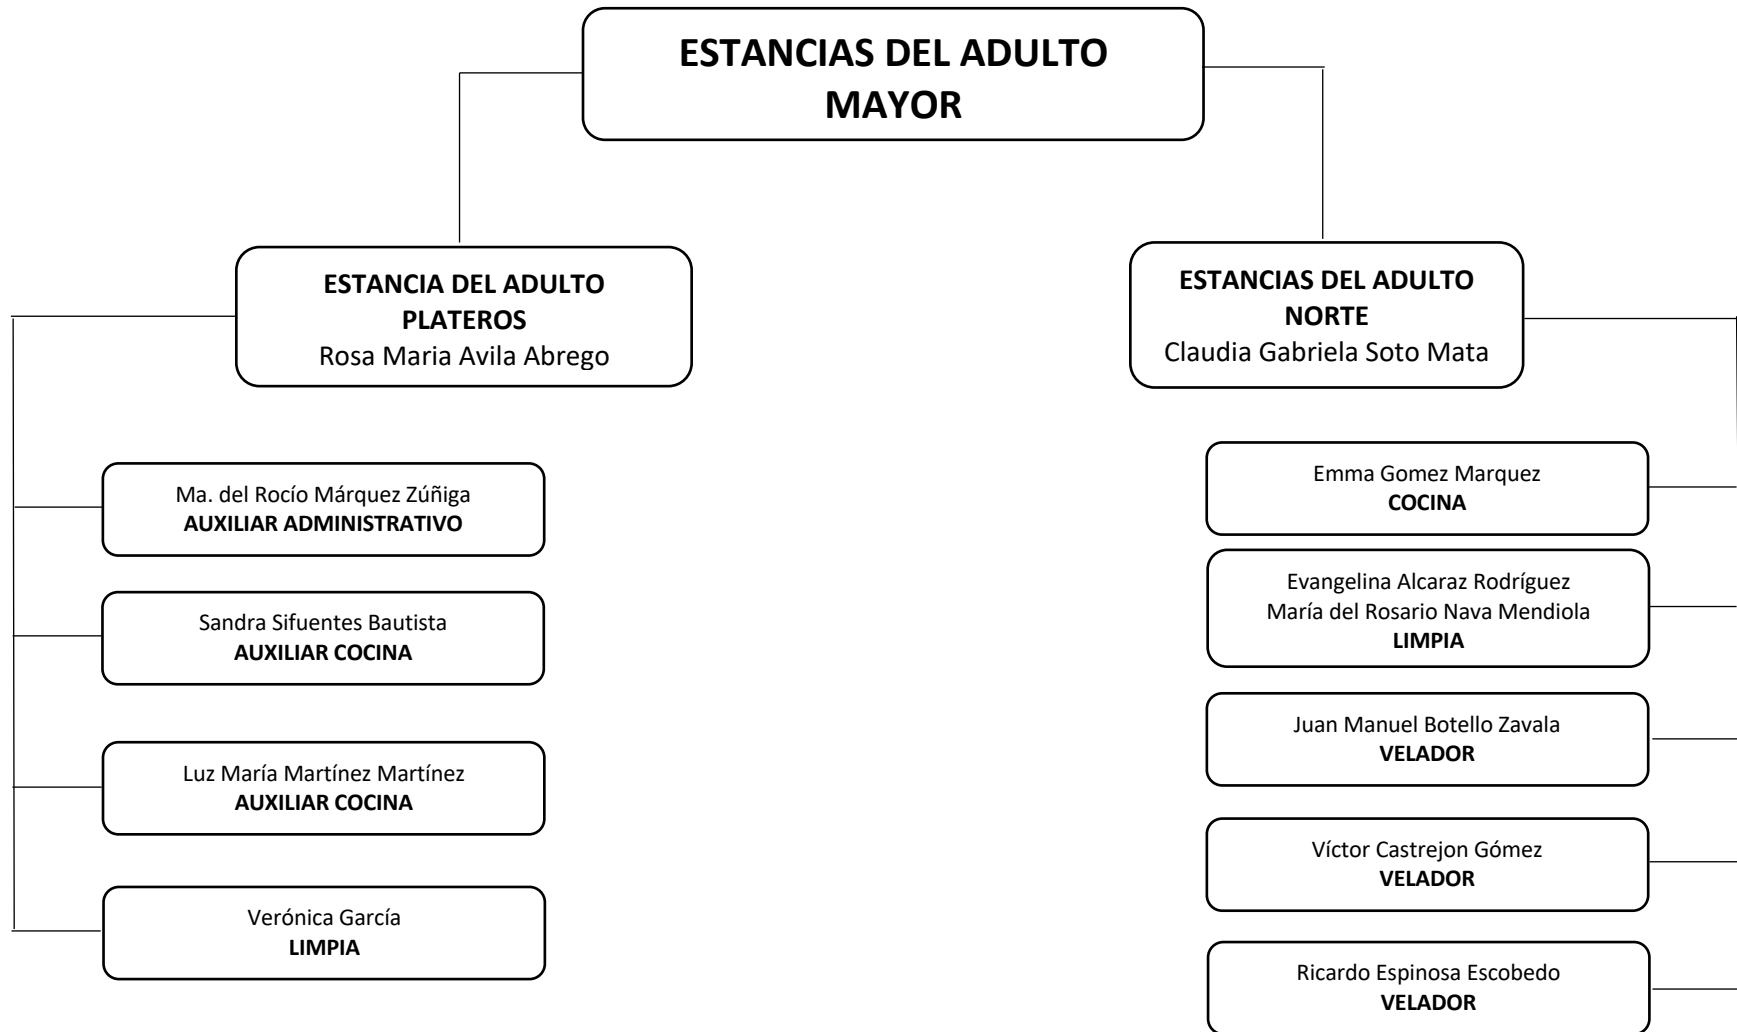 ESTANCIAS DEL ADULTO
MAYOR
ESTANCIA DEL ADULTO
PLATEROS
Rosa Maria Avila Abrego
Ma. del Rocío Márquez Zúñiga
AUXILIAR ADMINISTRATIVO
Sandra Sifuentes Bautista
AUXILIAR COCINA
Luz María Martínez Martínez
AUXILIAR COCINA
Verónica García
LIMPIA
ESTANCIAS DEL ADULTO
NORTE
Claudia Gabriela Soto Mata
Emma Gomez Marquez
COCINA
Evangelina Alcaraz Rodríguez
María del Rosario Nava Mendiola
LIMPIA
Juan Manuel Botello Zavala
VELADOR
Víctor Castrejon Gómez
VELADOR
Ricardo Espinosa Escobedo
VELADOR